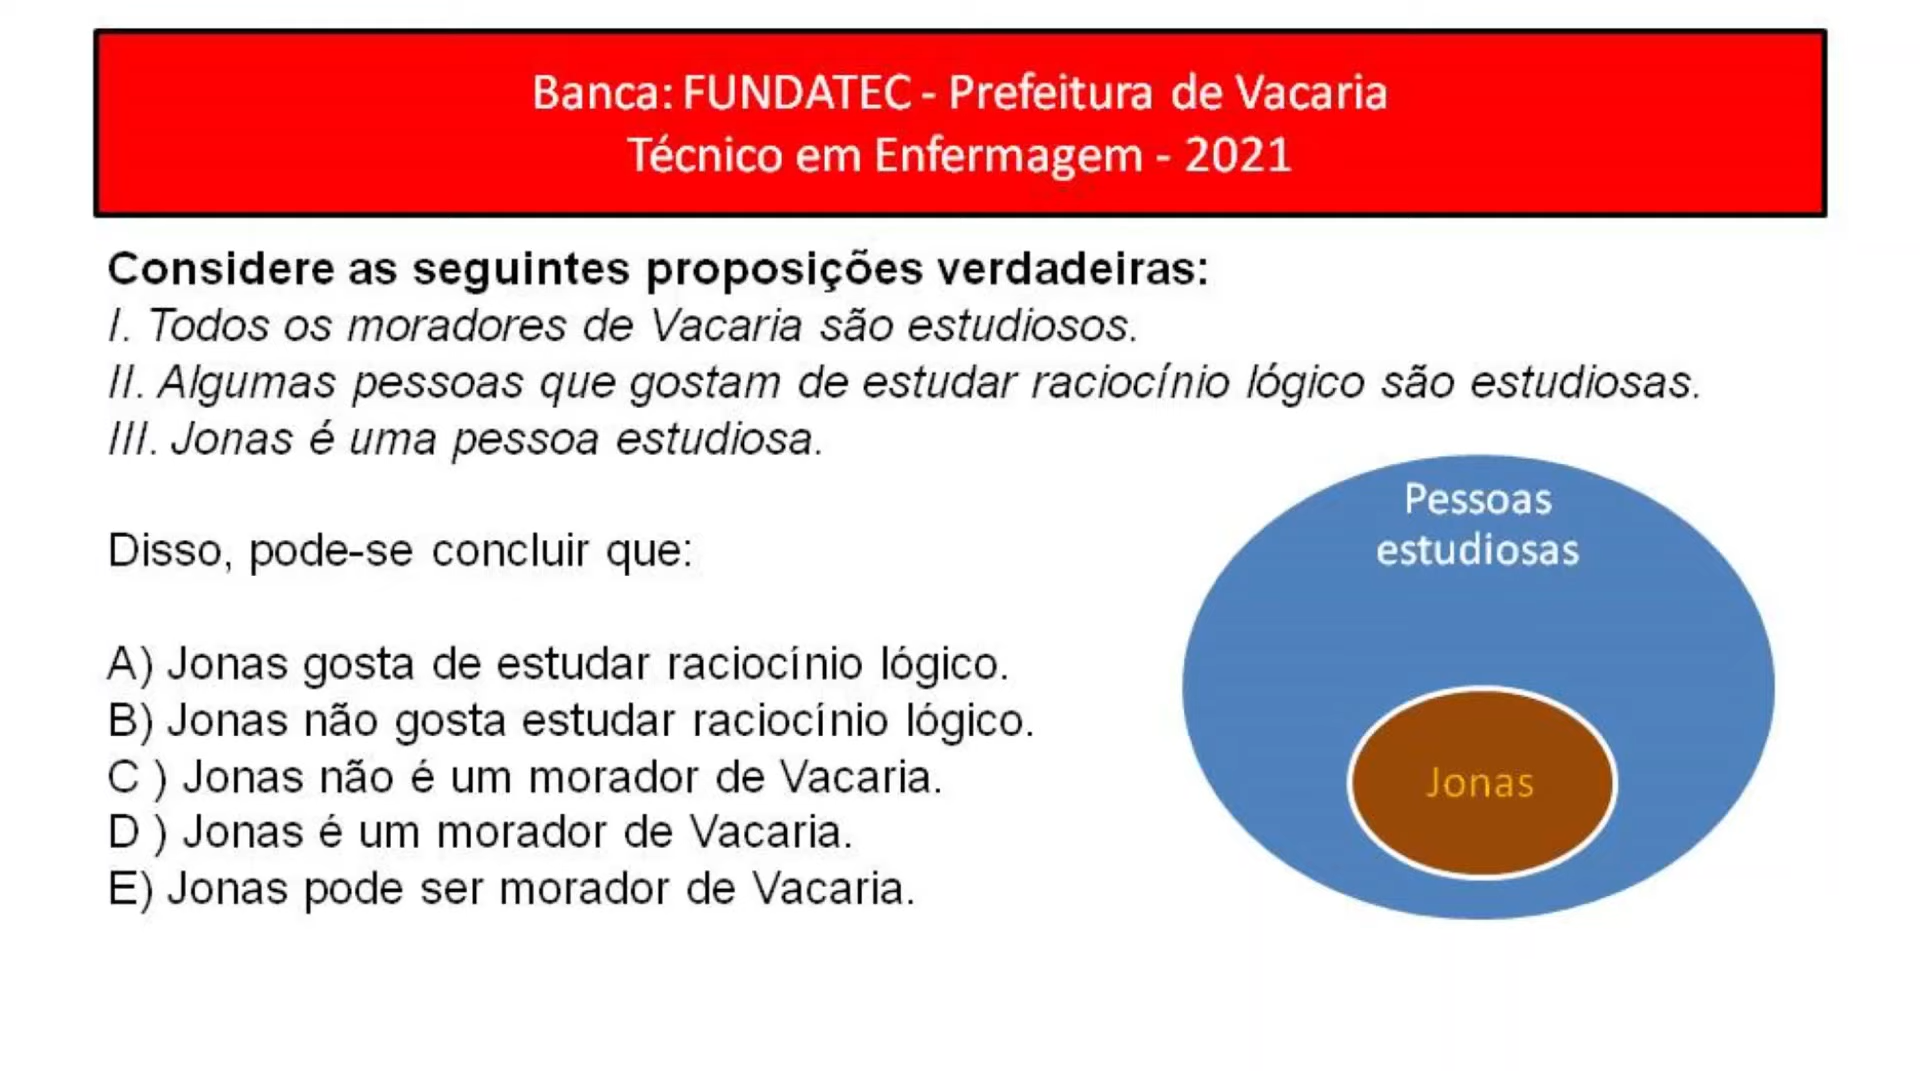 Banca: FUNDATEC - Prefeitura de Vacaria
Técnico em Enfermagem - 2021
Considere as seguintes proposições verdadeiras:
I. Todos os moradores de Vacaria são estudiosos.
II. Algumas pessoas que gostam de estudar raciocínio lógico são estudiosas.
III. Jonas é uma pessoa estudiosa.
Disso, pode-se concluir que:
A) Jonas gosta de estudar raciocínio lógico.
B) Jonas não gosta estudar raciocínio lógico.
C ) Jonas não é um morador de Vacaria.
D ) Jonas é um morador de Vacaria.
E) Jonas pode ser morador de Vacaria.
Pessoas
estudiosas
Jonas